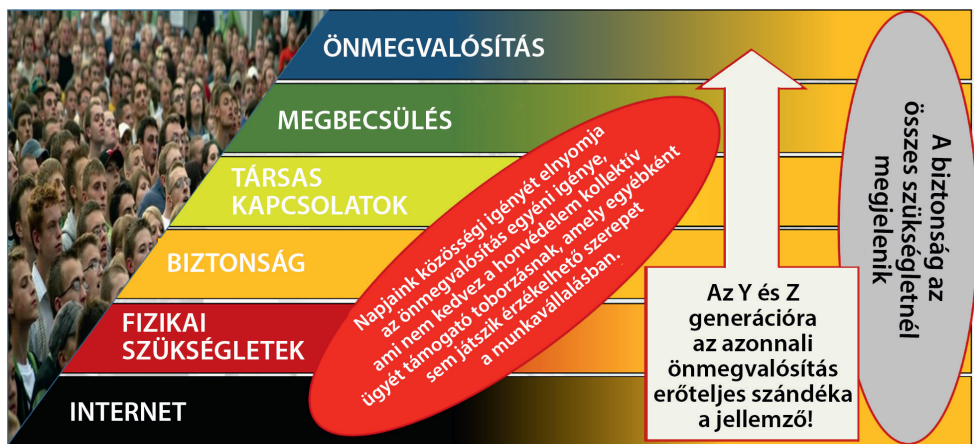 ÖNMEGVALÓSÍTÁS
MEGBECSÜLÉS
TÁRSAS
KAPCSOLATOK
BIZTONSÁG
FIZIKAI
SZÜKSÉGLETEK
INTERNET
Napjaink közösségi igényét elnyomja
az önmegvalósítás egyéni igénye,
ami nem kedvez a honvédelem kollektív
ügyét támogató toborzásnak, amely egyébként
sem játszik érzékelhető szerepet
a munkavállalásban.
Az Y és Z
generációra
az azonnali
önmegvalósítás
erőteljes szándéka
a jellemző!
A biztonság az
összes szükségletnél
megjelenik